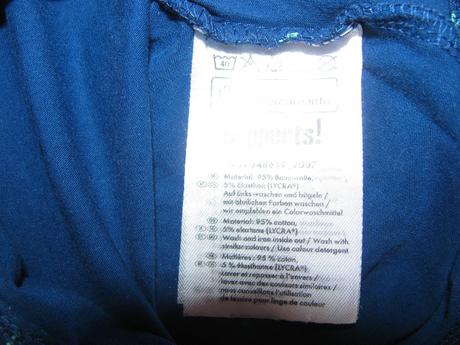 40
pepperts!
2007
Material: 95% Baumwolle,
5% Elasthan (LYCRA®)
Auf links waschen und bügeln /
mit ähnlichen Farben waschen /
wir empfehlen ein Colorwaschmittel
Material: 95% cotton,
5% elastane (LYCRA®)
Wash and iron inside out / Wash with
similar colours / Use colour detergent
Matières: 95 % coton,
5 % élasthanne (LYCRA®)
Laver et repasser à l'envers /
laver avec des couleurs similaires /
nous conseillons l'utilisation
de lessive pour linge de couleur